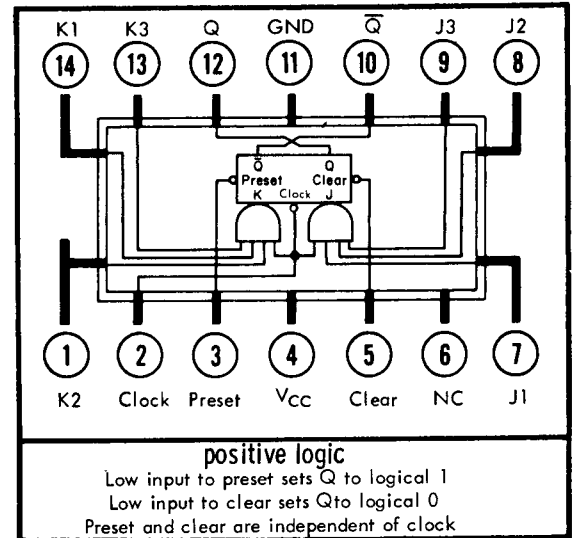 K1 K3 Q GND Q̅ J3 J2
14 13 12 11 10 9 8
Q̅ Q
Preset Clear
K Clock J
1 2 3 4 5 6 7
K2 Clock Preset VCC Clear NC J1
positive logic
Low input to preset sets Q to logical 1
Low input to clear sets Qto logical 0
Preset and clear are independent of clock